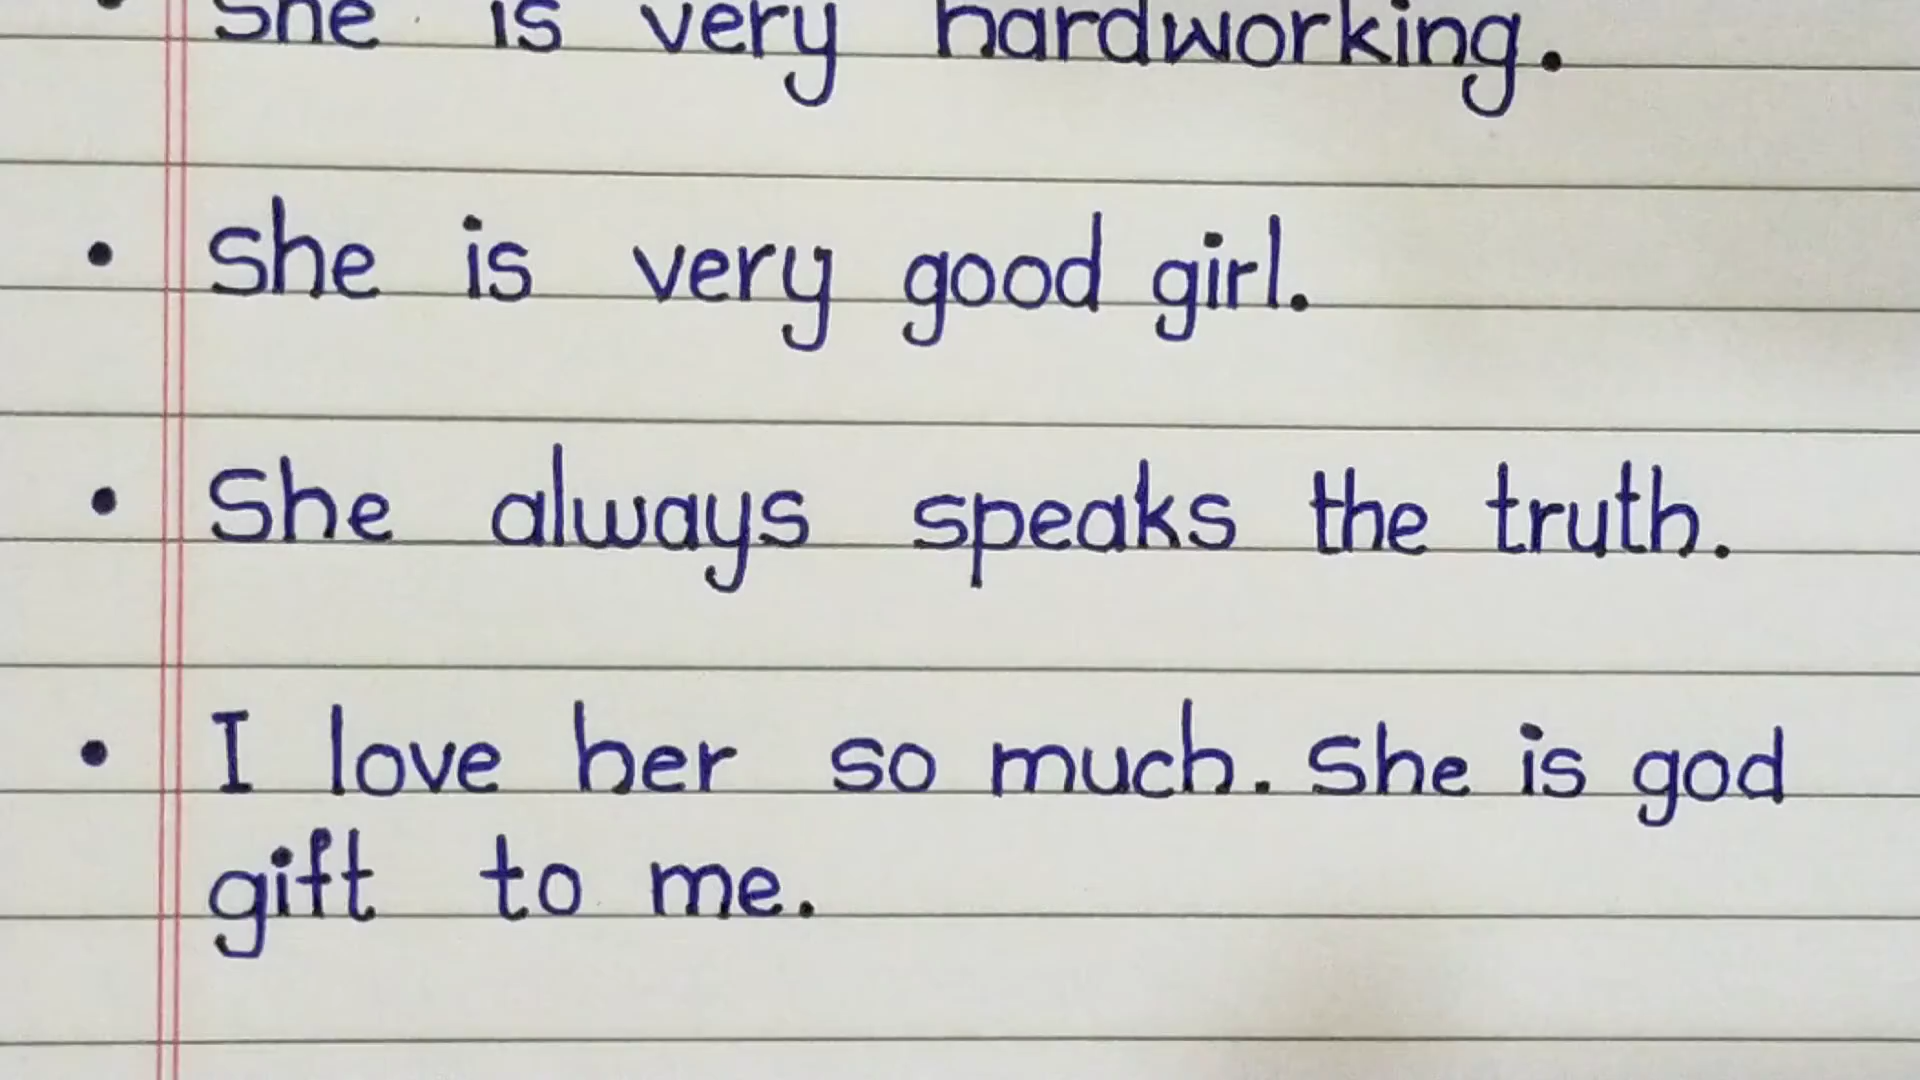 She is very hardworking.
• She is very good girl.
• She always speaks the truth.
• I love her so much. She is god
gift to me.